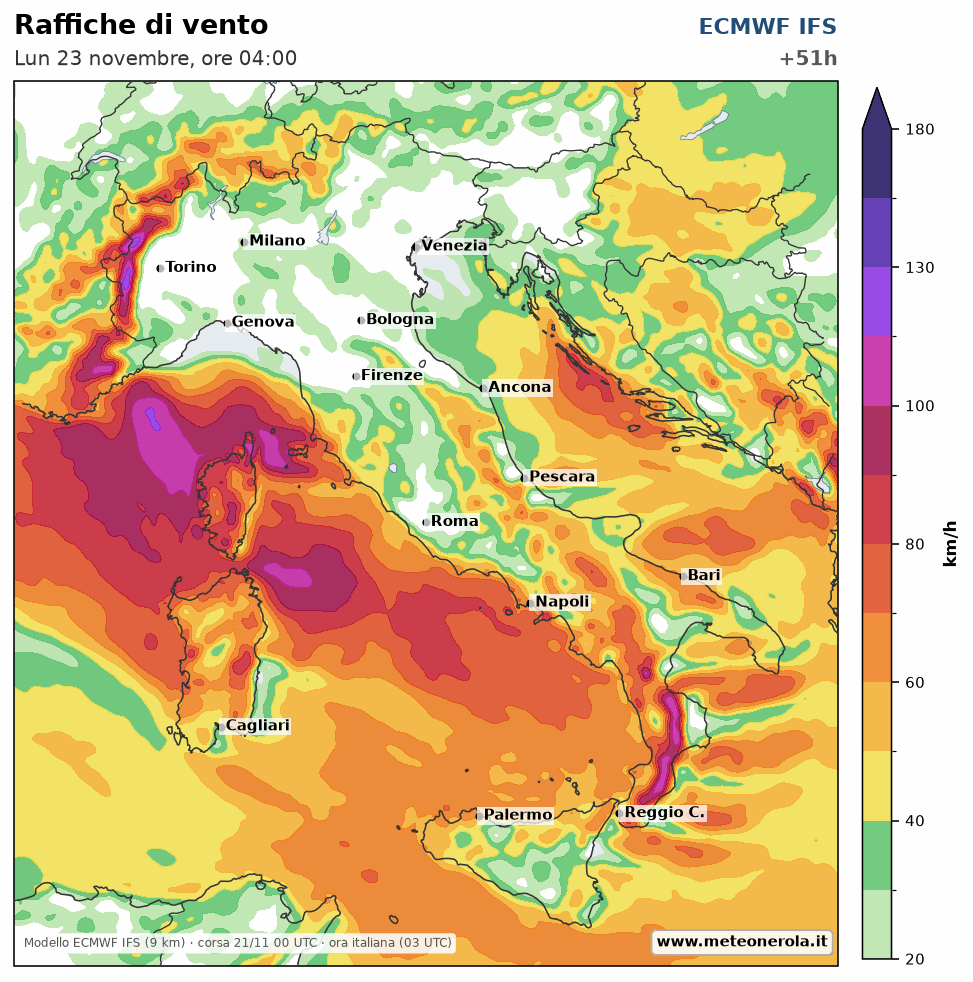 Raffiche di vento
ECMWF IFS
Lun 23 novembre, ore 04:00
+51h
Milano
Venezia
Torino
Genova
Bologna
Firenze
Ancona
Pescara
Roma
Bari
Napoli
Cagliari
Palermo
Reggio C.
180
130
100
80
60
40
20
km/h
Modello ECMWF IFS (9 km) · corsa 21/11 00 UTC · ora italiana (03 UTC)
www.meteonerola.it